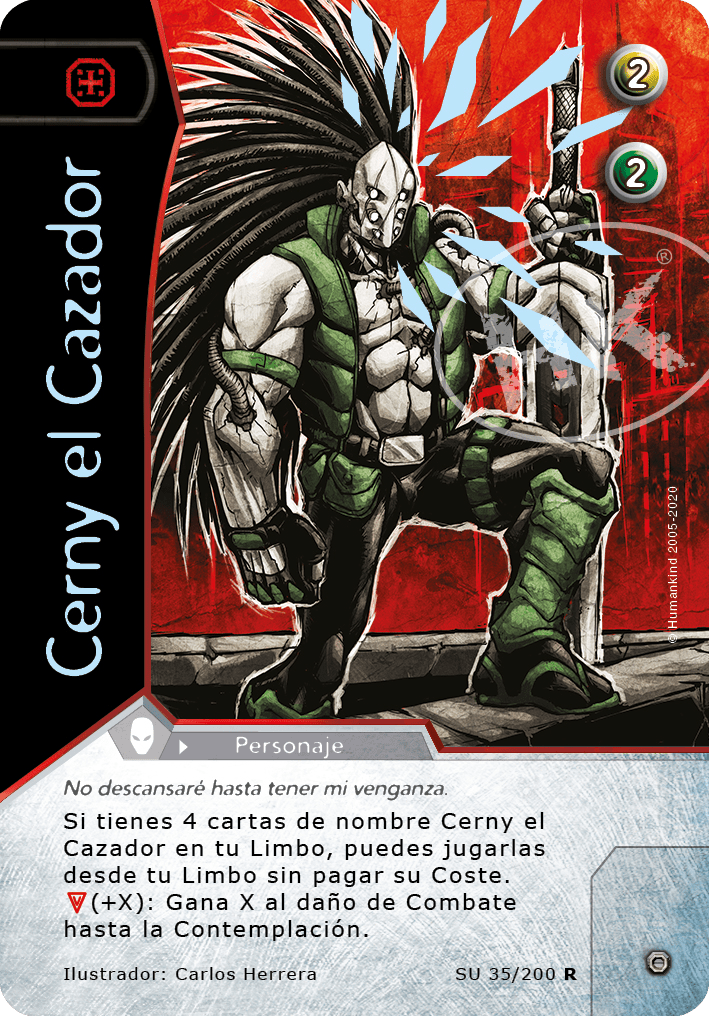 Cerny el Cazador
2
2
HK
®
© Humankind 2005-2020
Personaje
No descansaré hasta tener mi venganza.
Si tienes 4 cartas de nombre Cerny el
Cazador en tu Limbo, puedes jugarlas
desde tu Limbo sin pagar su Coste.
(+X): Gana X al daño de Combate
hasta la Contemplación.
Ilustrador: Carlos Herrera SU 35/200 R